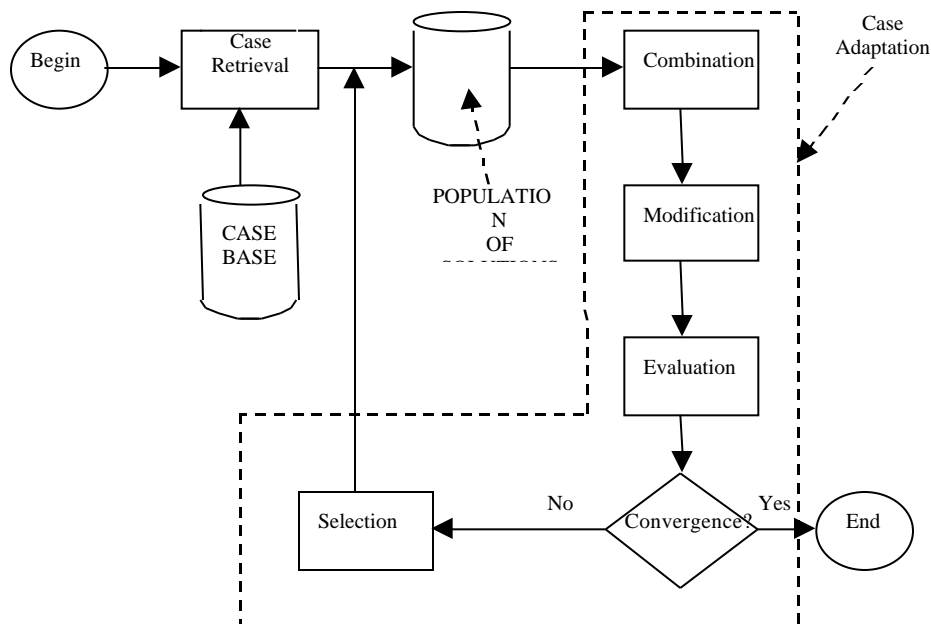 Begin
Case
Retrieval
CASE
BASE
POPULATIO
N
OF
Combination
Case
Adaptation
Modification
Evaluation
Convergence?
No
Yes
Selection
End